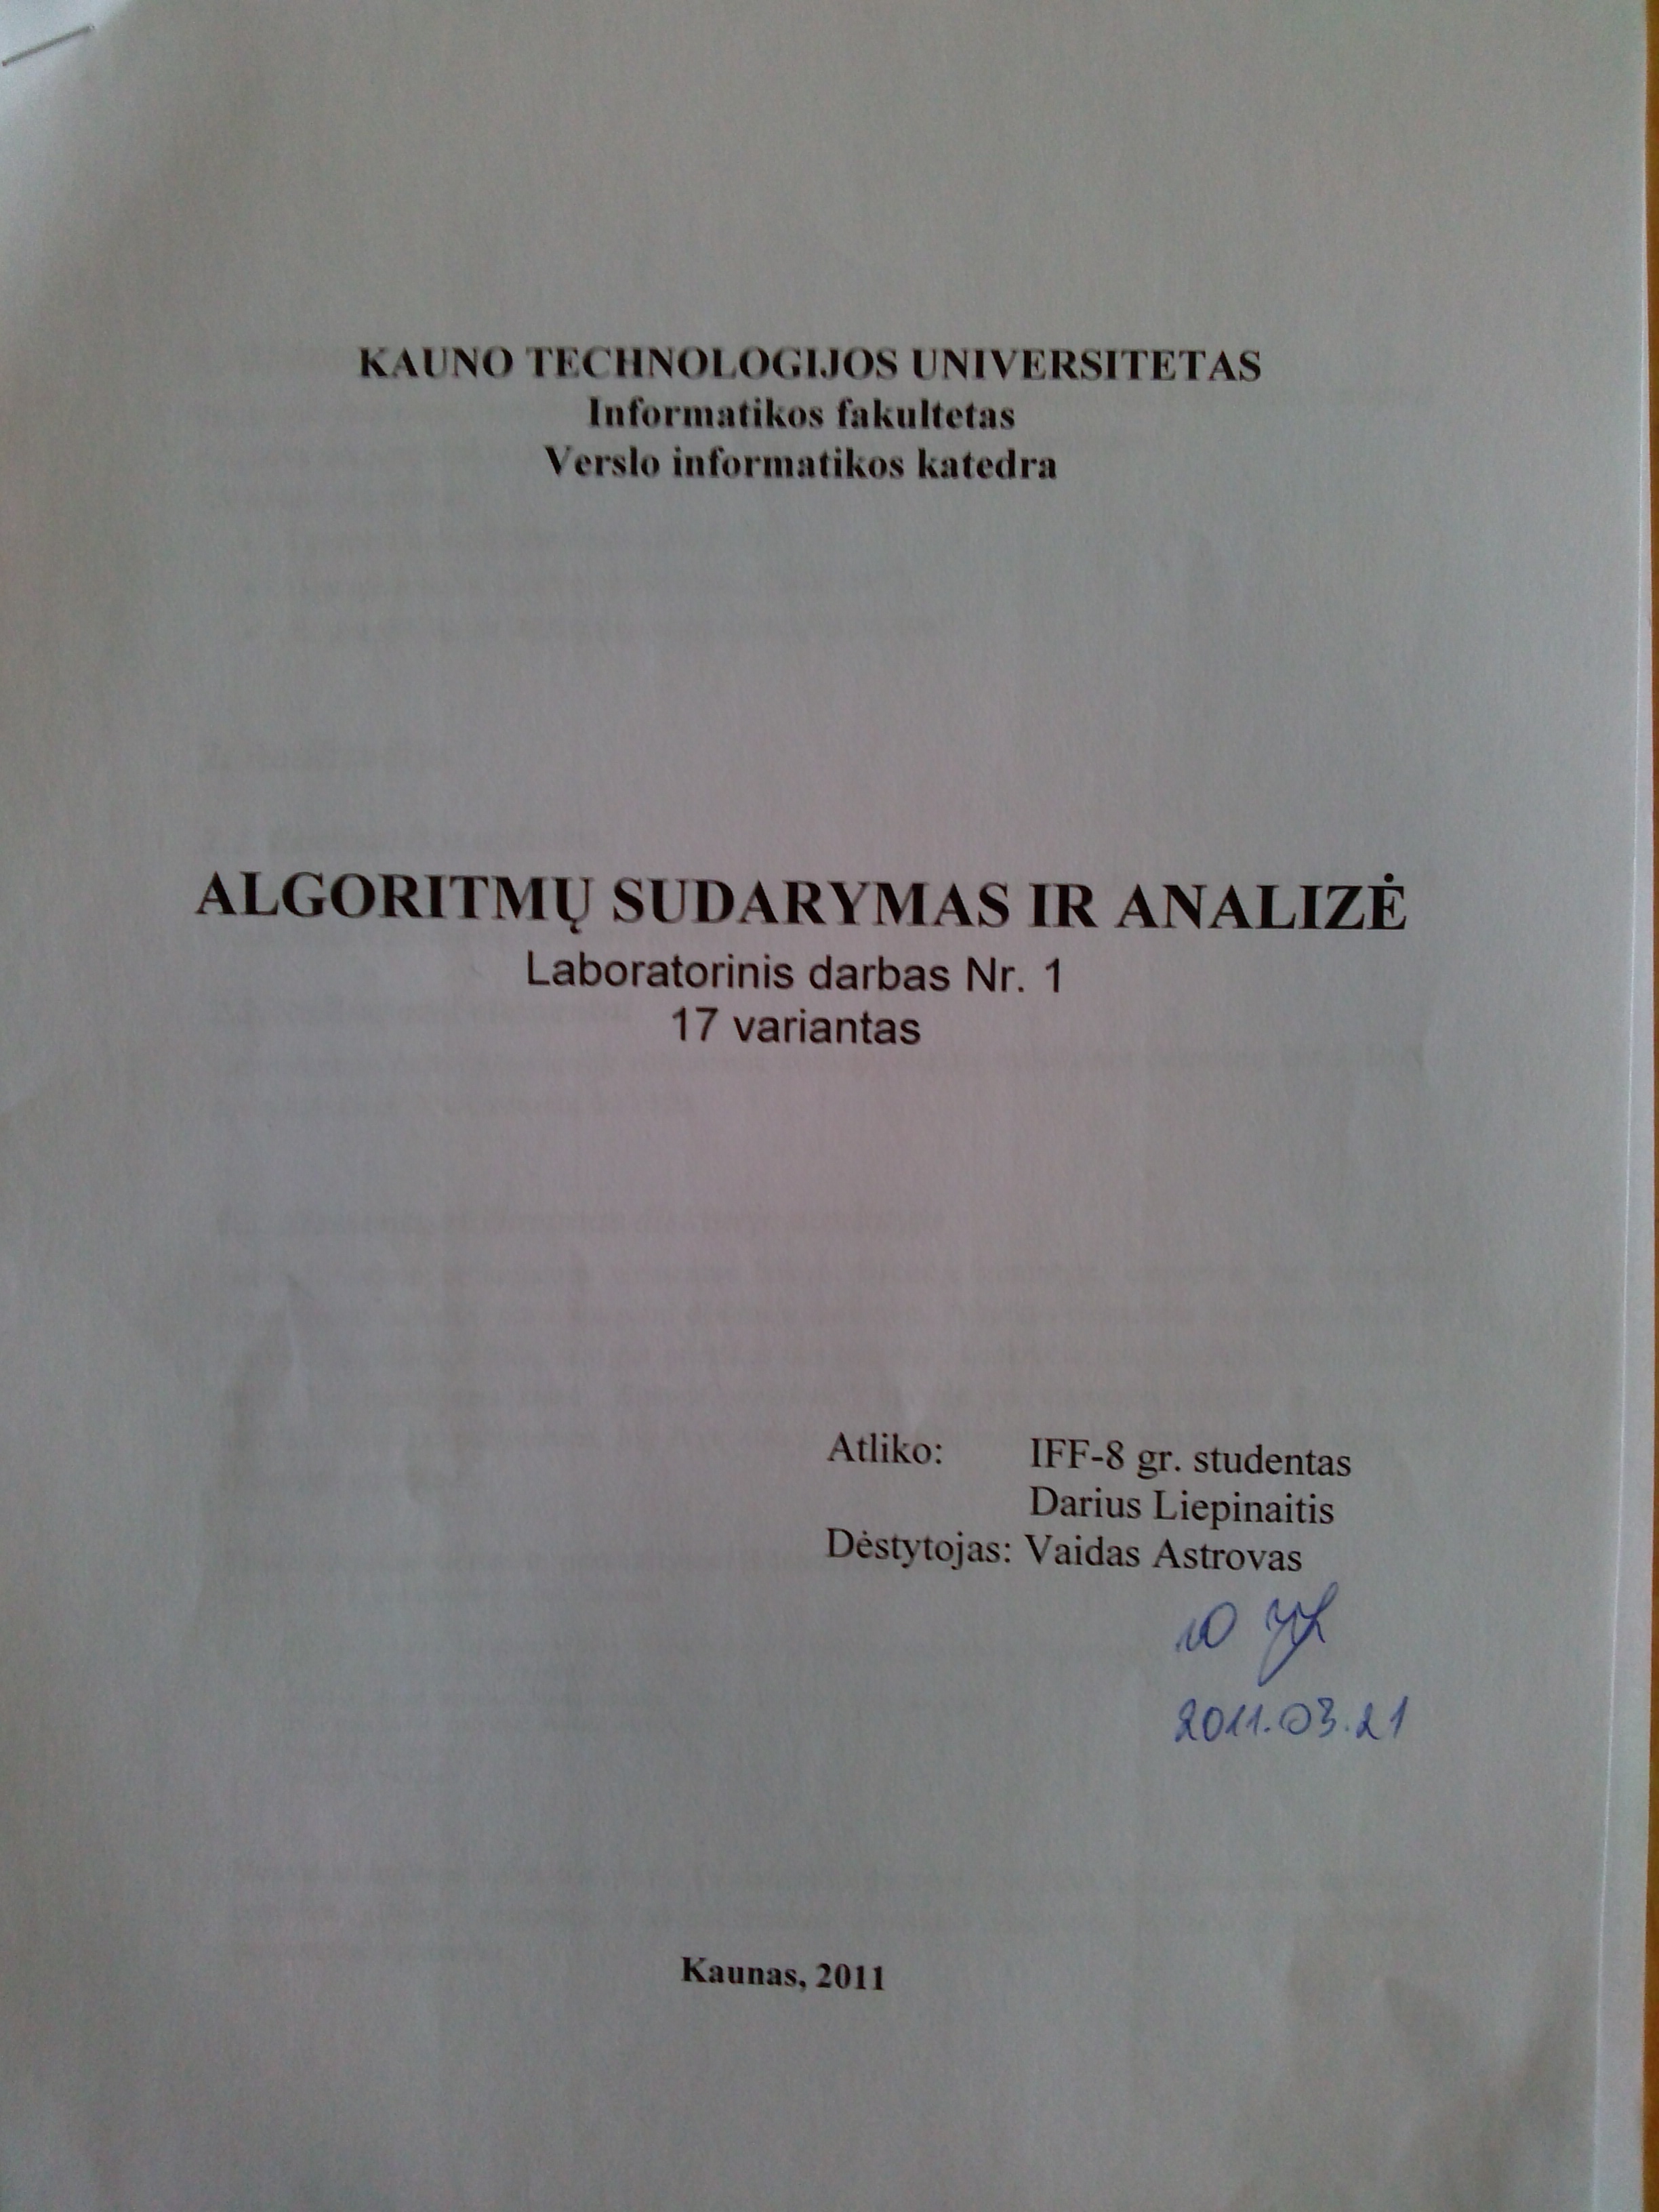 KAUNO TECHNOLOGIJOS UNIVERSITETAS
Informatikos fakultetas
Verslo informatikos katedra
ALGORITMŲ SUDARYMAS IR ANALIZĖ
Laboratorinis darbas Nr. 1
17 variantas
Atliko: IFF-8 gr. studentas
Darius Liepinaitis
Dėstytojas: Vaidas Astrovas
10
2011.03.21
Kaunas, 2011